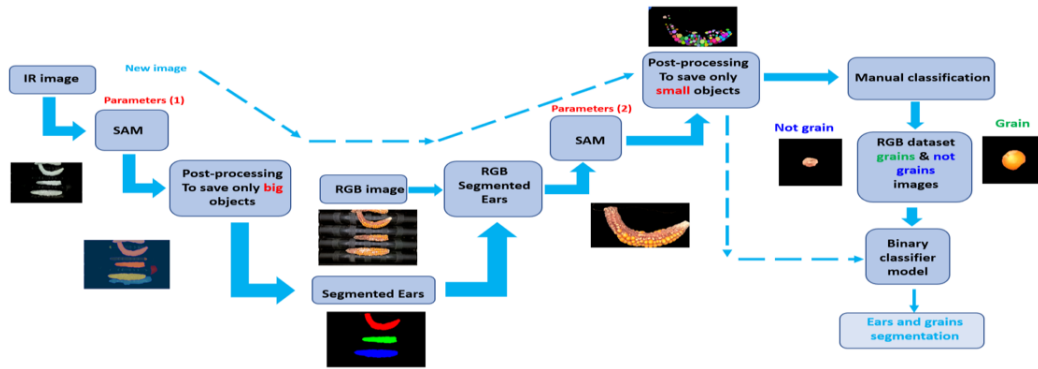 IR image
New image
Parameters (1)
SAM
Post-processing
To save only big
objects
Segmented Ears
RGB image
RGB
Segmented
Ears
Parameters (2)
SAM
Post-processing
To save only
small objects
Manual classification
Not grain
Grain
RGB dataset
grains & not
grains
images
Binary
classifier
model
Ears and grains
segmentation